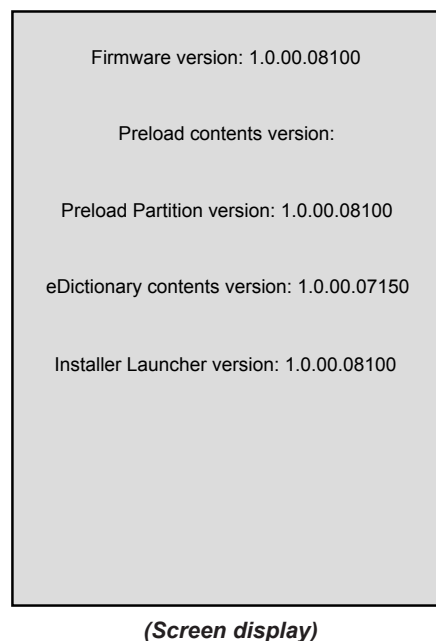 Firmware version: 1.0.00.08100
Preload contents version:
Preload Partition version: 1.0.00.08100
eDictionary contents version: 1.0.00.07150
Installer Launcher version: 1.0.00.08100
(Screen display)